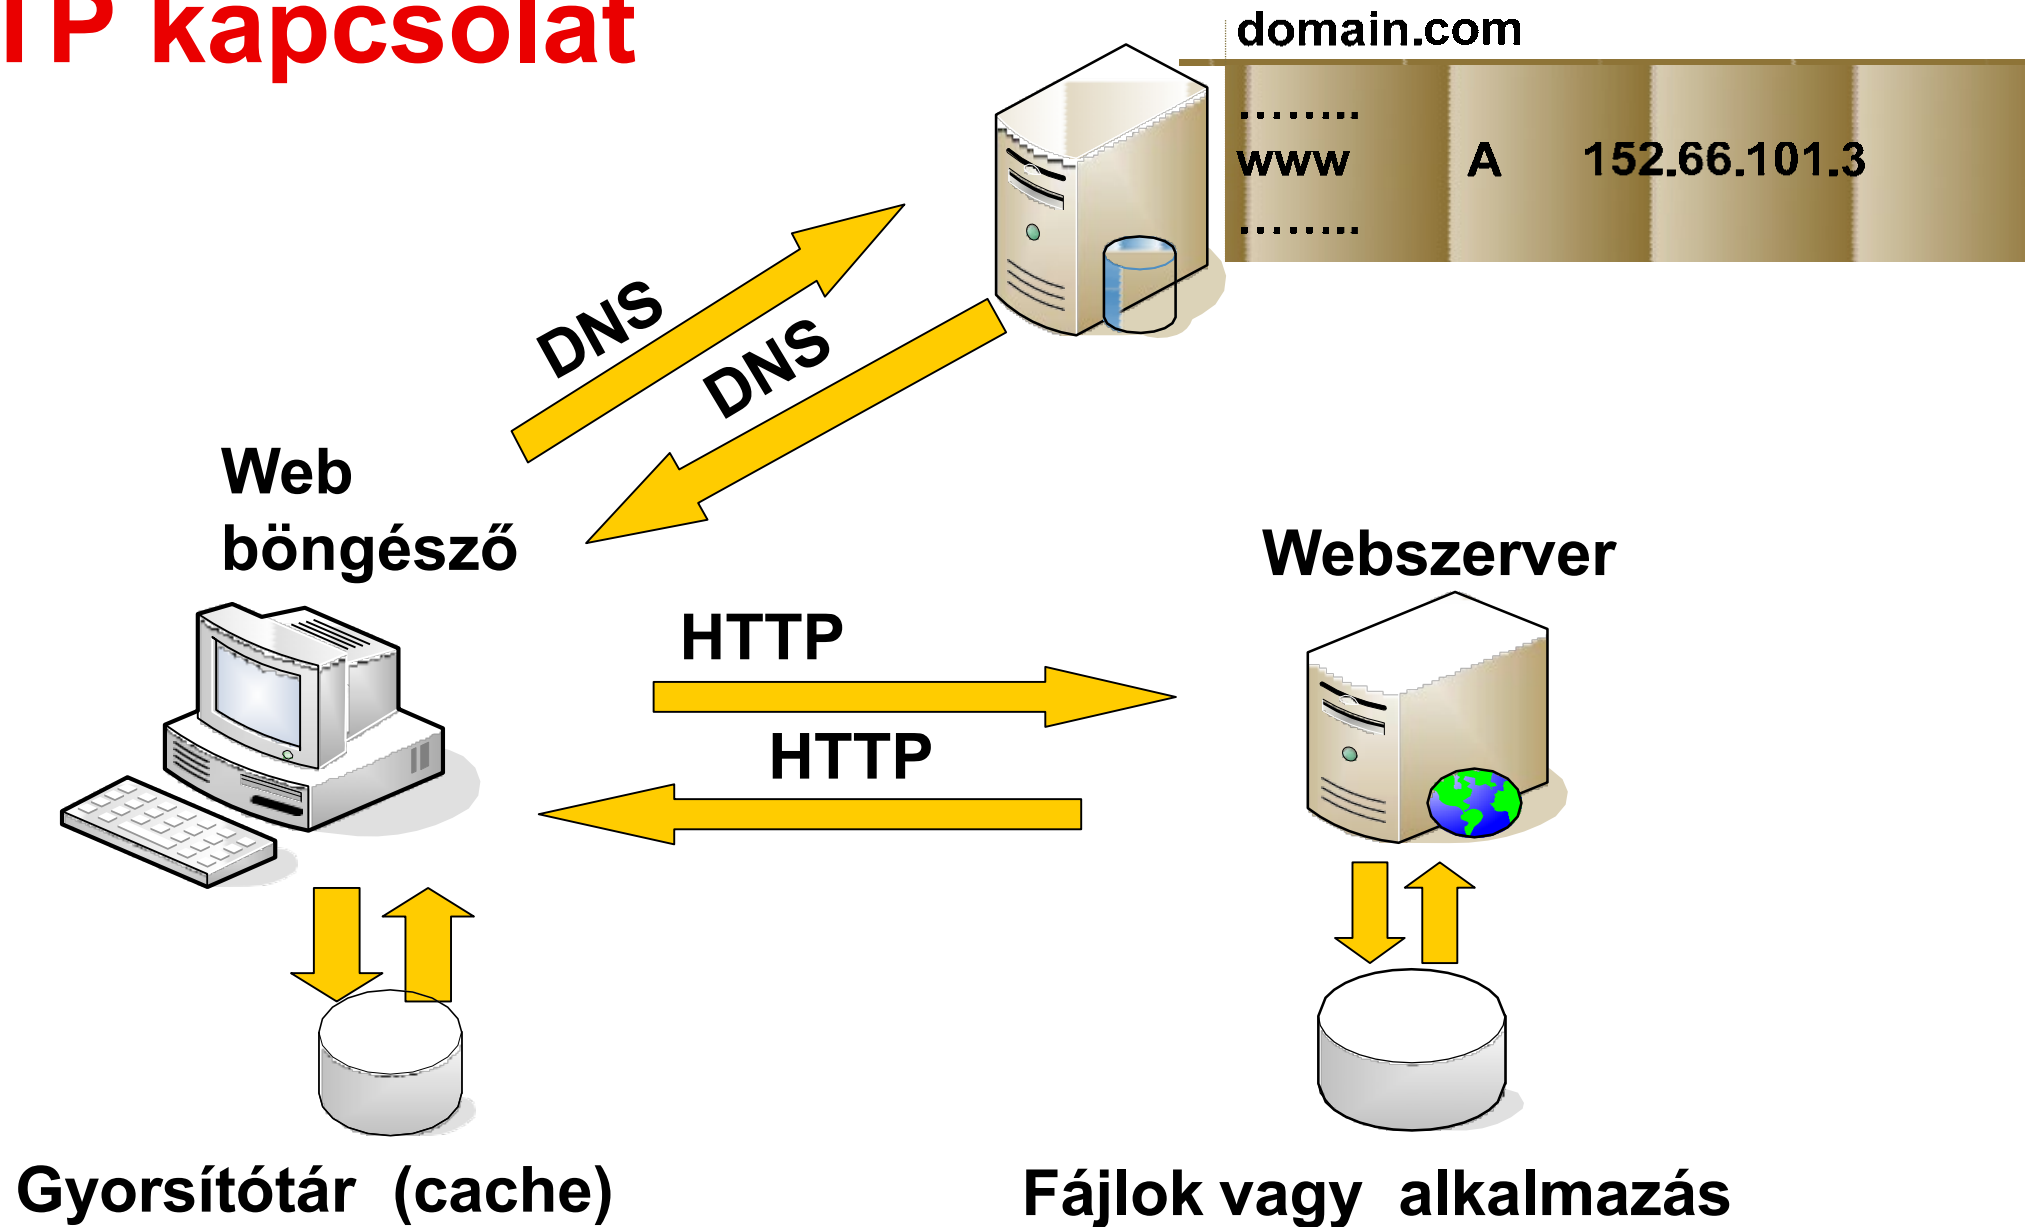 TP kapcsolat
domain.com
........
www A 152.66.101.3
........
DNS
DNS
Web
böngésző
Webszerver
HTTP
HTTP
Gyorsítótár (cache)
Fájlok vagy alkalmazás